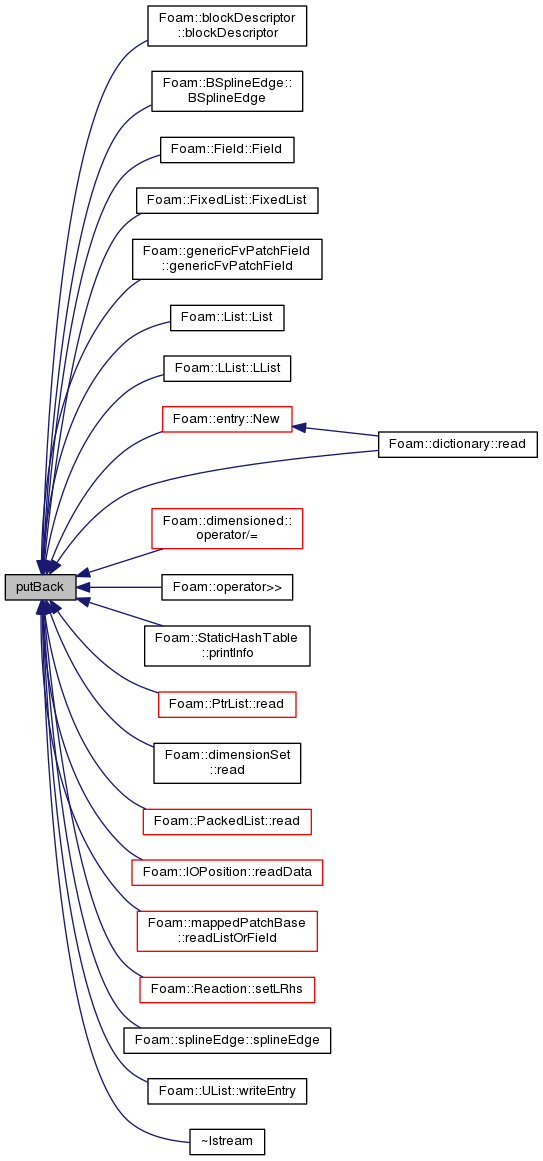 Foam::blockDescriptor
::blockDescriptor
Foam::BSplineEdge::
BSplineEdge
Foam::Field::Field
Foam::FixedList::FixedList
Foam::genericFvPatchField
::genericFvPatchField
Foam::List::List
Foam::LList::LList
Foam::entry::New
Foam::dictionary::read
Foam::dimensioned::
operator/=
putBack
Foam::operator>>
Foam::StaticHashTable
::printInfo
Foam::PtrList::read
Foam::dimensionSet
::read
Foam::PackedList::read
Foam::IOPosition::readData
Foam::mappedPatchBase
::readListOrField
Foam::Reaction::setLRhs
Foam::splineEdge::splineEdge
Foam::UList::writeEntry
~Istream